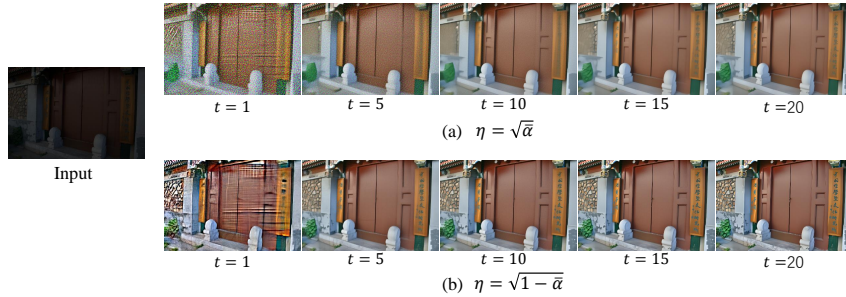 t = 1
t = 5
t = 10
t = 15
t =20
(a) η = √ᾱ
Input
t = 1
t = 5
t = 10
t = 15
t =20
(b) η = √1 − ᾱ